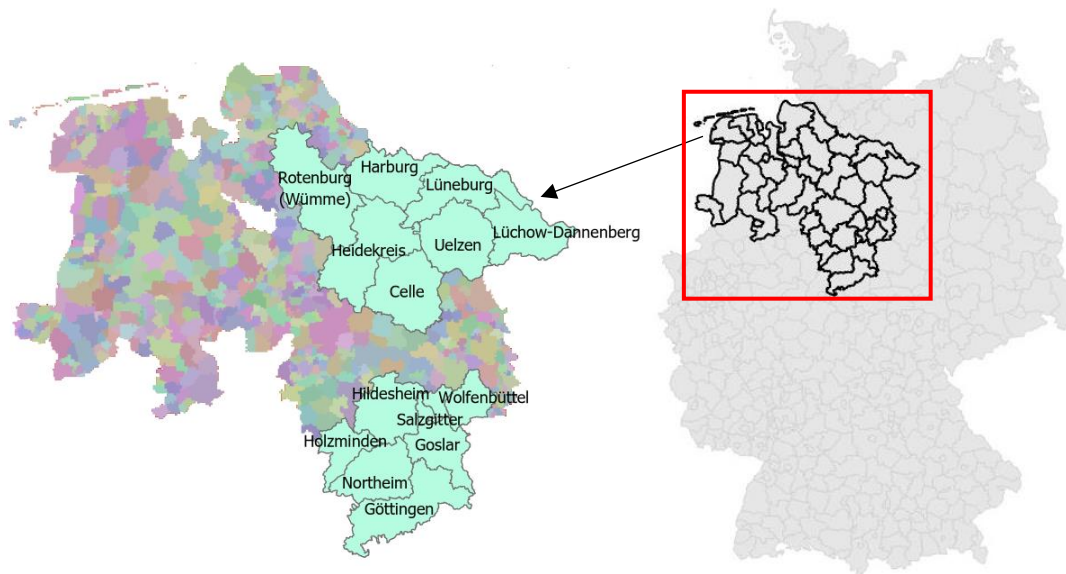 Harburg
Rotenburg
(Wümme)
Lüneburg
Lüchow-Dannenberg
Heidekreis
Uelzen
Celle
Hildesheim
Wolfenbüttel
Salzgitter
Holzminden
Goslar
Northeim
Göttingen